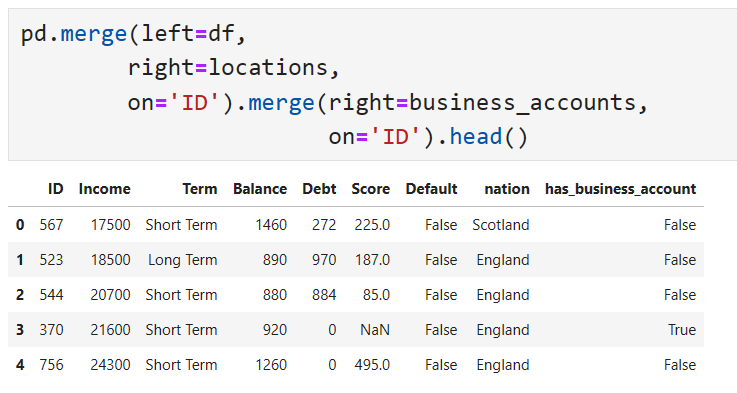 pd.merge(left=df,
right=locations,
on='ID').merge(right=business_accounts,
on='ID').head()
ID Income Term Balance Debt Score Default nation has_business_account
0 567 17500 Short Term 1460 272 225.0 False Scotland False
1 523 18500 Long Term 890 970 187.0 False England False
2 544 20700 Short Term 880 884 85.0 False England False
3 370 21600 Short Term 920 0 NaN False England True
4 756 24300 Short Term 1260 0 495.0 False England False